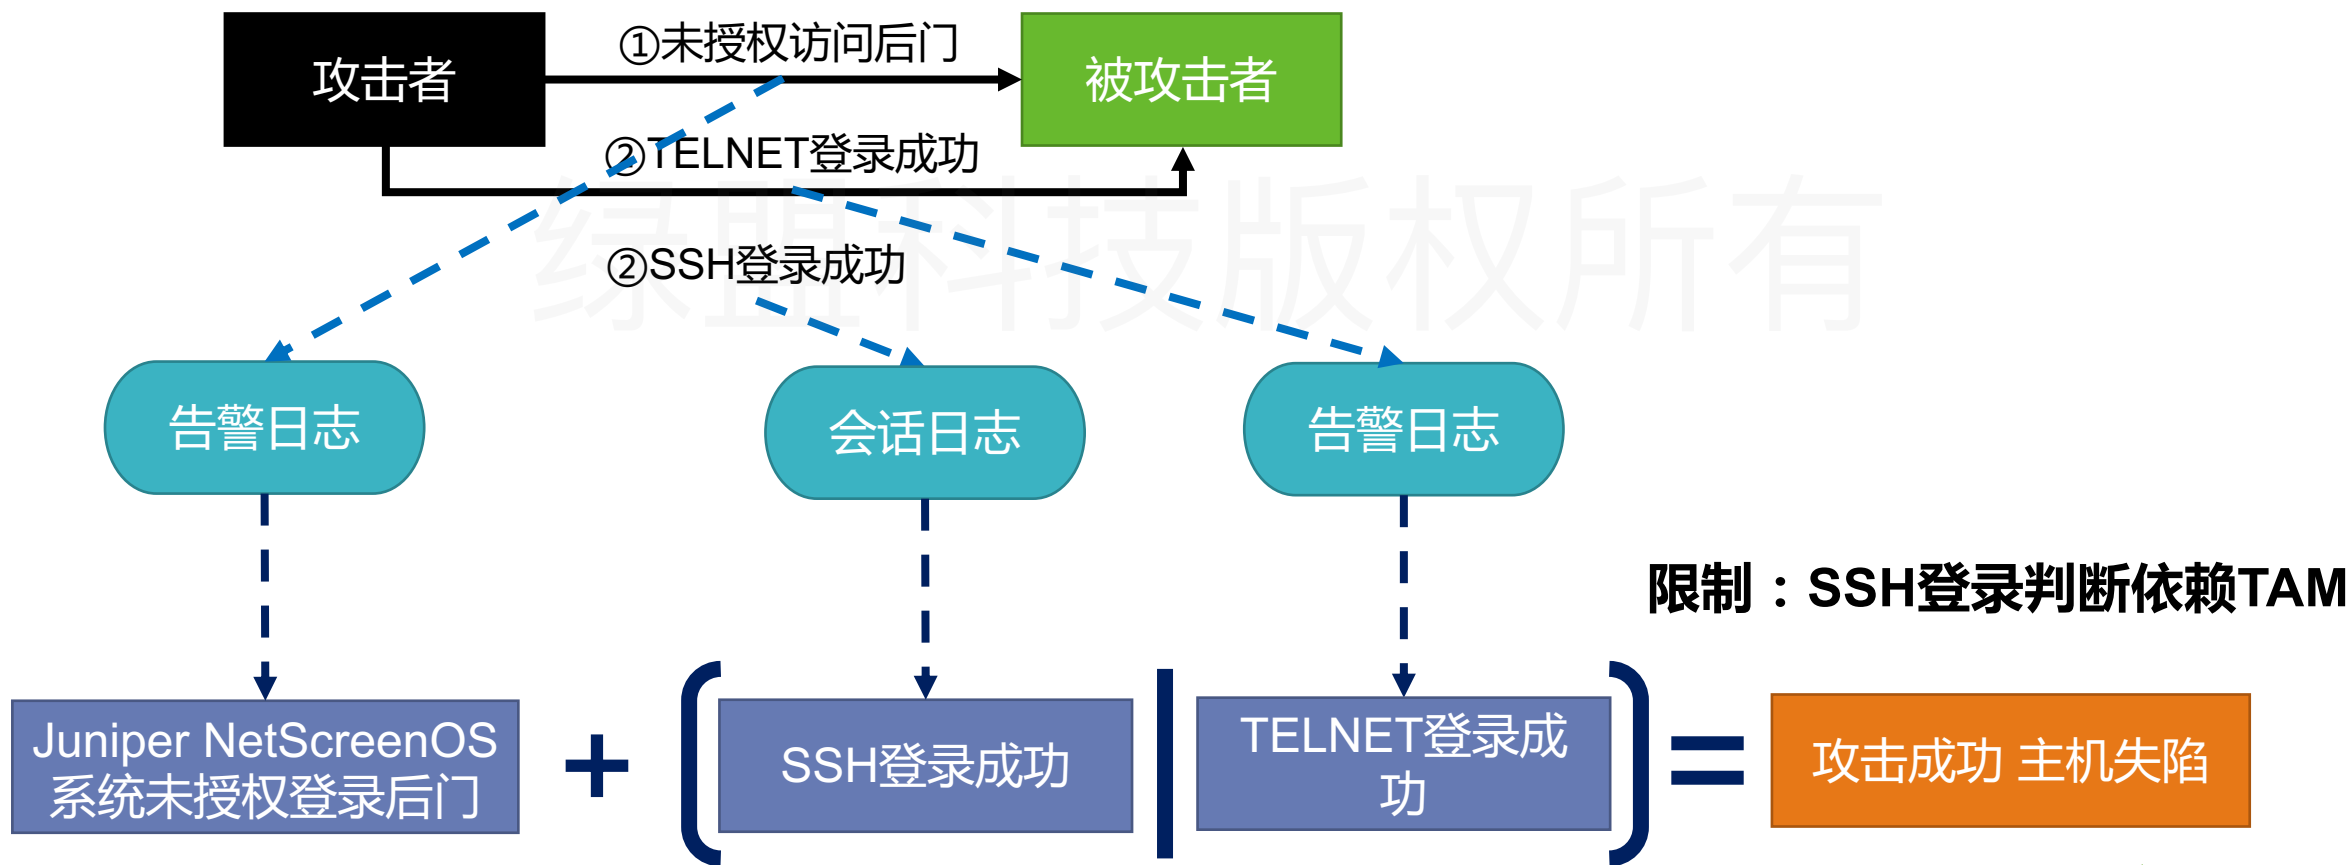 攻击者
①未授权访问后门
被攻击者
②TELNET登录成功
②SSH登录成功
绿盟科技版权所有
告警日志
会话日志
告警日志
限制：SSH登录判断依赖TAM
Juniper NetScreenOS
系统未授权登录后门
+
SSH登录成功
|
TELNET登录成
功
=
攻击成功 主机失陷